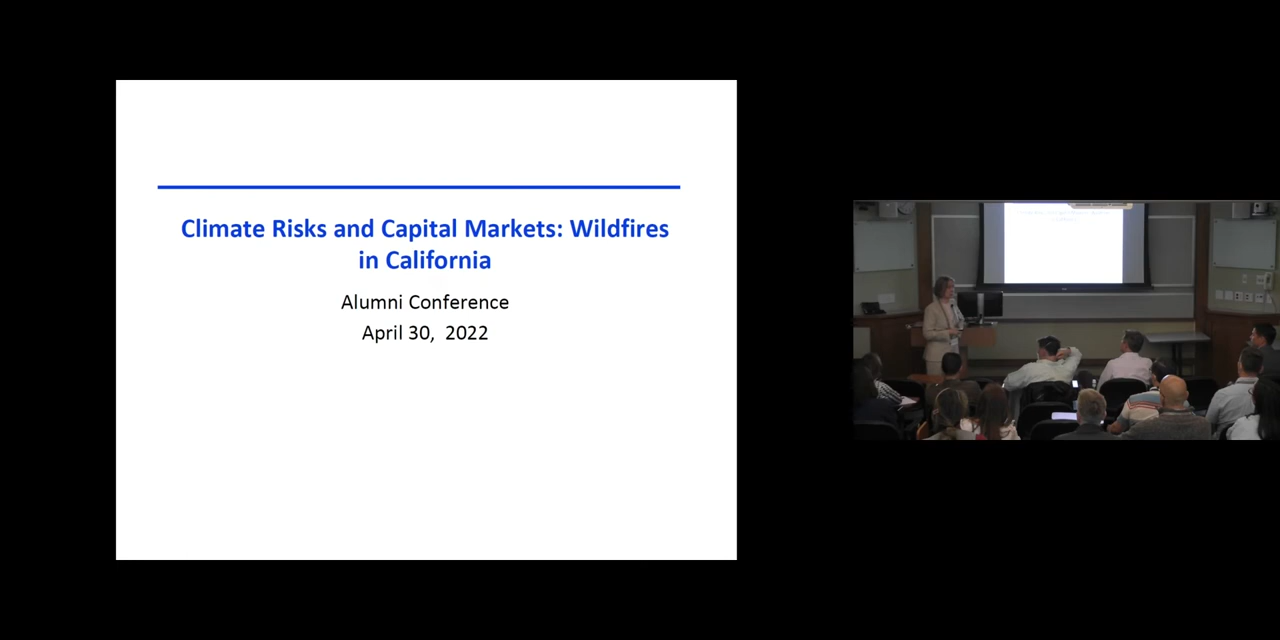 Climate Risks and Capital Markets: Wildfires
in California
Alumni Conference
April 30, 2022